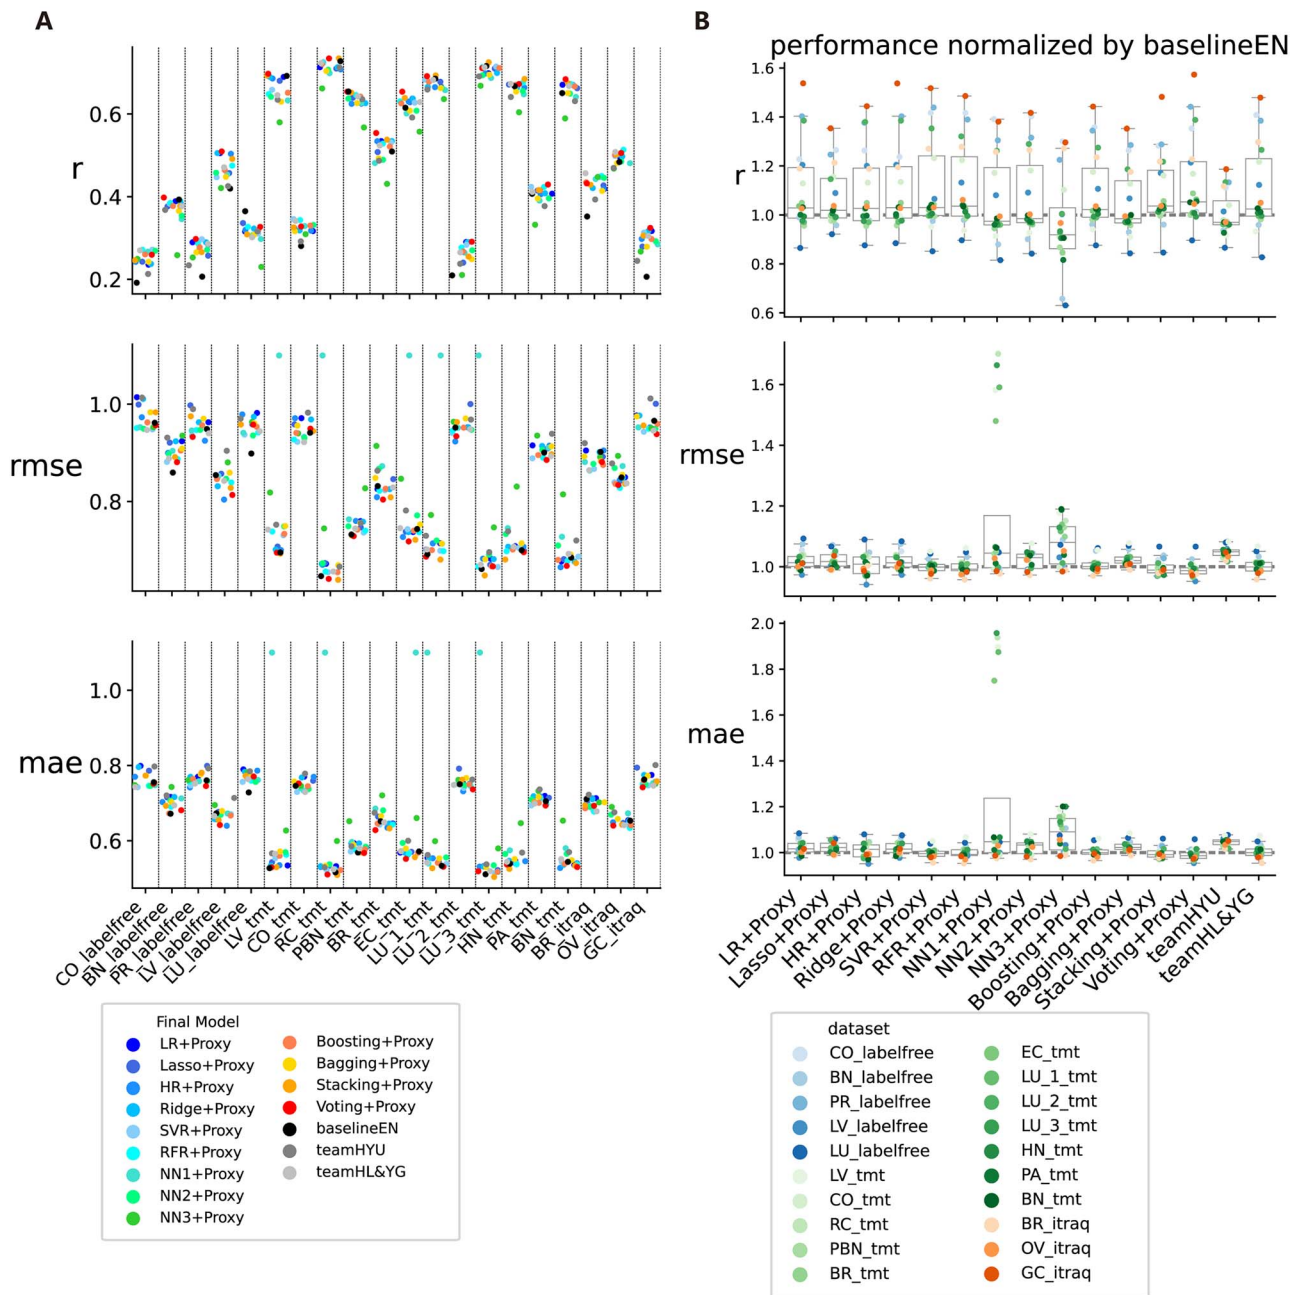 A
r
0.6
0.4
0.2
rmse
1.0
0.8
mae
1.0
0.8
0.6
CO_labelfree
BN_labelfree
PR_labelfree
LV_labelfree
LU_labelfree
LV_tmt
CO_tmt
RC_tmt
PBN_tmt
BR_tmt
EC_tmt
LU_1_tmt
LU_2_tmt
LU_3_tmt
HN_tmt
PA_tmt
BN_tmt
BR_itraq
OV_itraq
GC_itraq
Final Model
LR+Proxy
Lasso+Proxy
HR+Proxy
Ridge+Proxy
SVR+Proxy
RFR+Proxy
NN1+Proxy
NN2+Proxy
NN3+Proxy
Boosting+Proxy
Bagging+Proxy
Stacking+Proxy
Voting+Proxy
baselineEN
teamHYU
teamHL&YG
B
performance normalized by baselineEN
r
1.6
1.4
1.2
1.0
0.8
0.6
rmse
1.6
1.4
1.2
1.0
mae
2.0
1.8
1.6
1.4
1.2
1.0
LR+Proxy
Lasso+Proxy
HR+Proxy
Ridge+Proxy
SVR+Proxy
RFR+Proxy
NN1+Proxy
NN2+Proxy
NN3+Proxy
Boosting+Proxy
Bagging+Proxy
Stacking+Proxy
Voting+Proxy
teamHYU
teamHL&YG
dataset
CO_labelfree
BN_labelfree
PR_labelfree
LV_labelfree
LU_labelfree
LV_tmt
CO_tmt
RC_tmt
PBN_tmt
BR_tmt
EC_tmt
LU_1_tmt
LU_2_tmt
LU_3_tmt
HN_tmt
PA_tmt
BN_tmt
BR_itraq
OV_itraq
GC_itraq